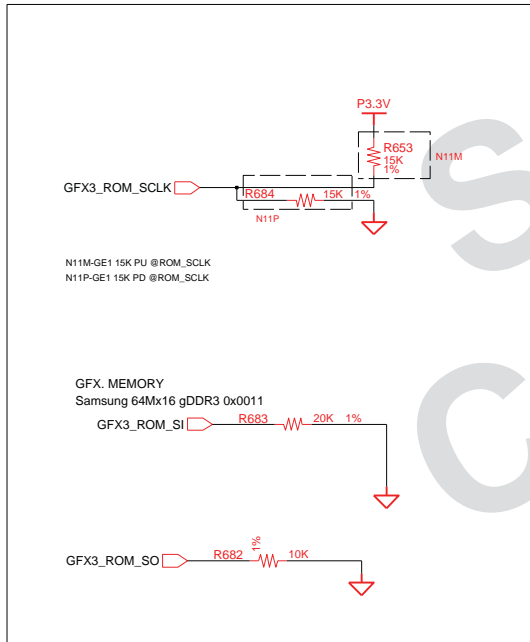 P3.3V
R653
15K
1%
N11M
GFX3_ROM_SCLK
R684 15K 1%
N11P
N11M-GE1 15K PU @ROM_SCLK
N11P-GE1 15K PD @ROM_SCLK
GFX. MEMORY
Samsung 64Mx16 gDDR3 0x0011
GFX3_ROM_SI R683 20K 1%
GFX3_ROM_SO R682 1% 10K
S
C